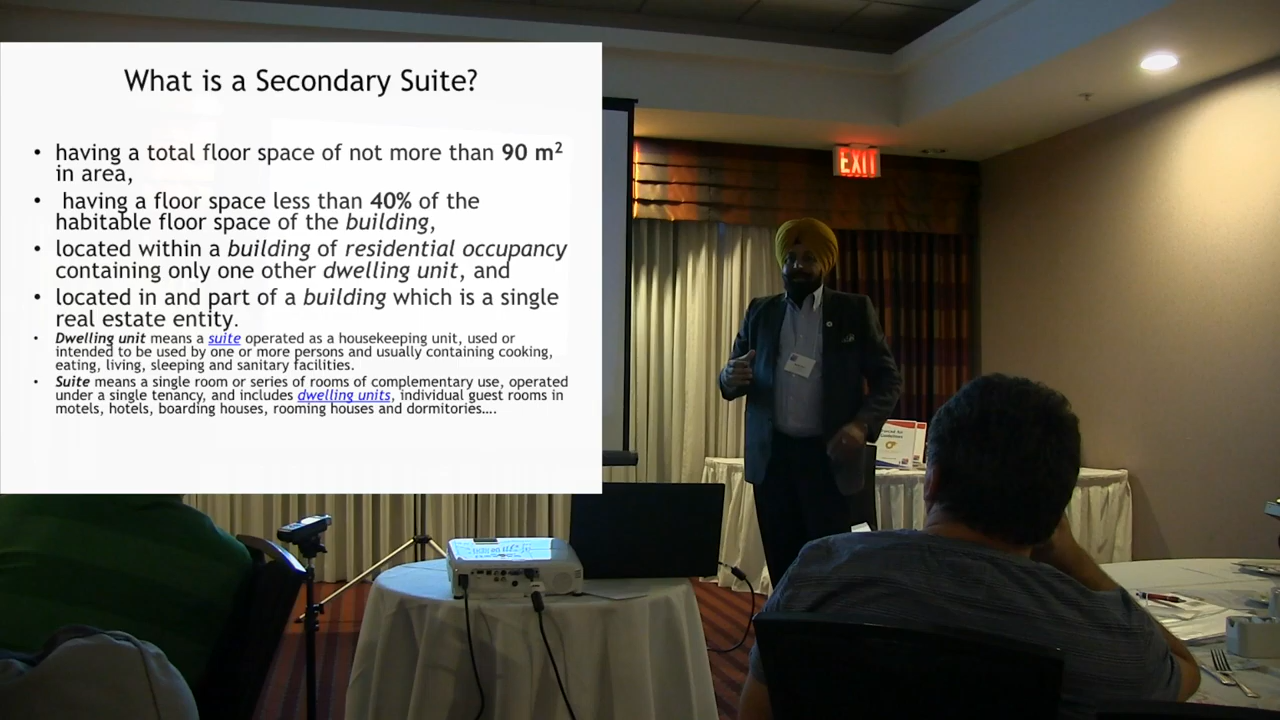 What is a Secondary Suite?
• having a total floor space of not more than 90 m²
in area,
• having a floor space less than 40% of the
habitable floor space of the building,
• located within a building of residential occupancy
containing only one other dwelling unit, and
• located in and part of a building which is a single
real estate entity.
• Dwelling unit means a suite operated as a housekeeping unit, used or
intended to be used by one or more persons and usually containing cooking,
eating, living, sleeping and sanitary facilities.
• Suite means a single room or series of rooms of complementary use, operated
under a single tenancy, and includes dwelling units, individual guest rooms in
motels, hotels, boarding houses, rooming houses and dormitories….
EXIT